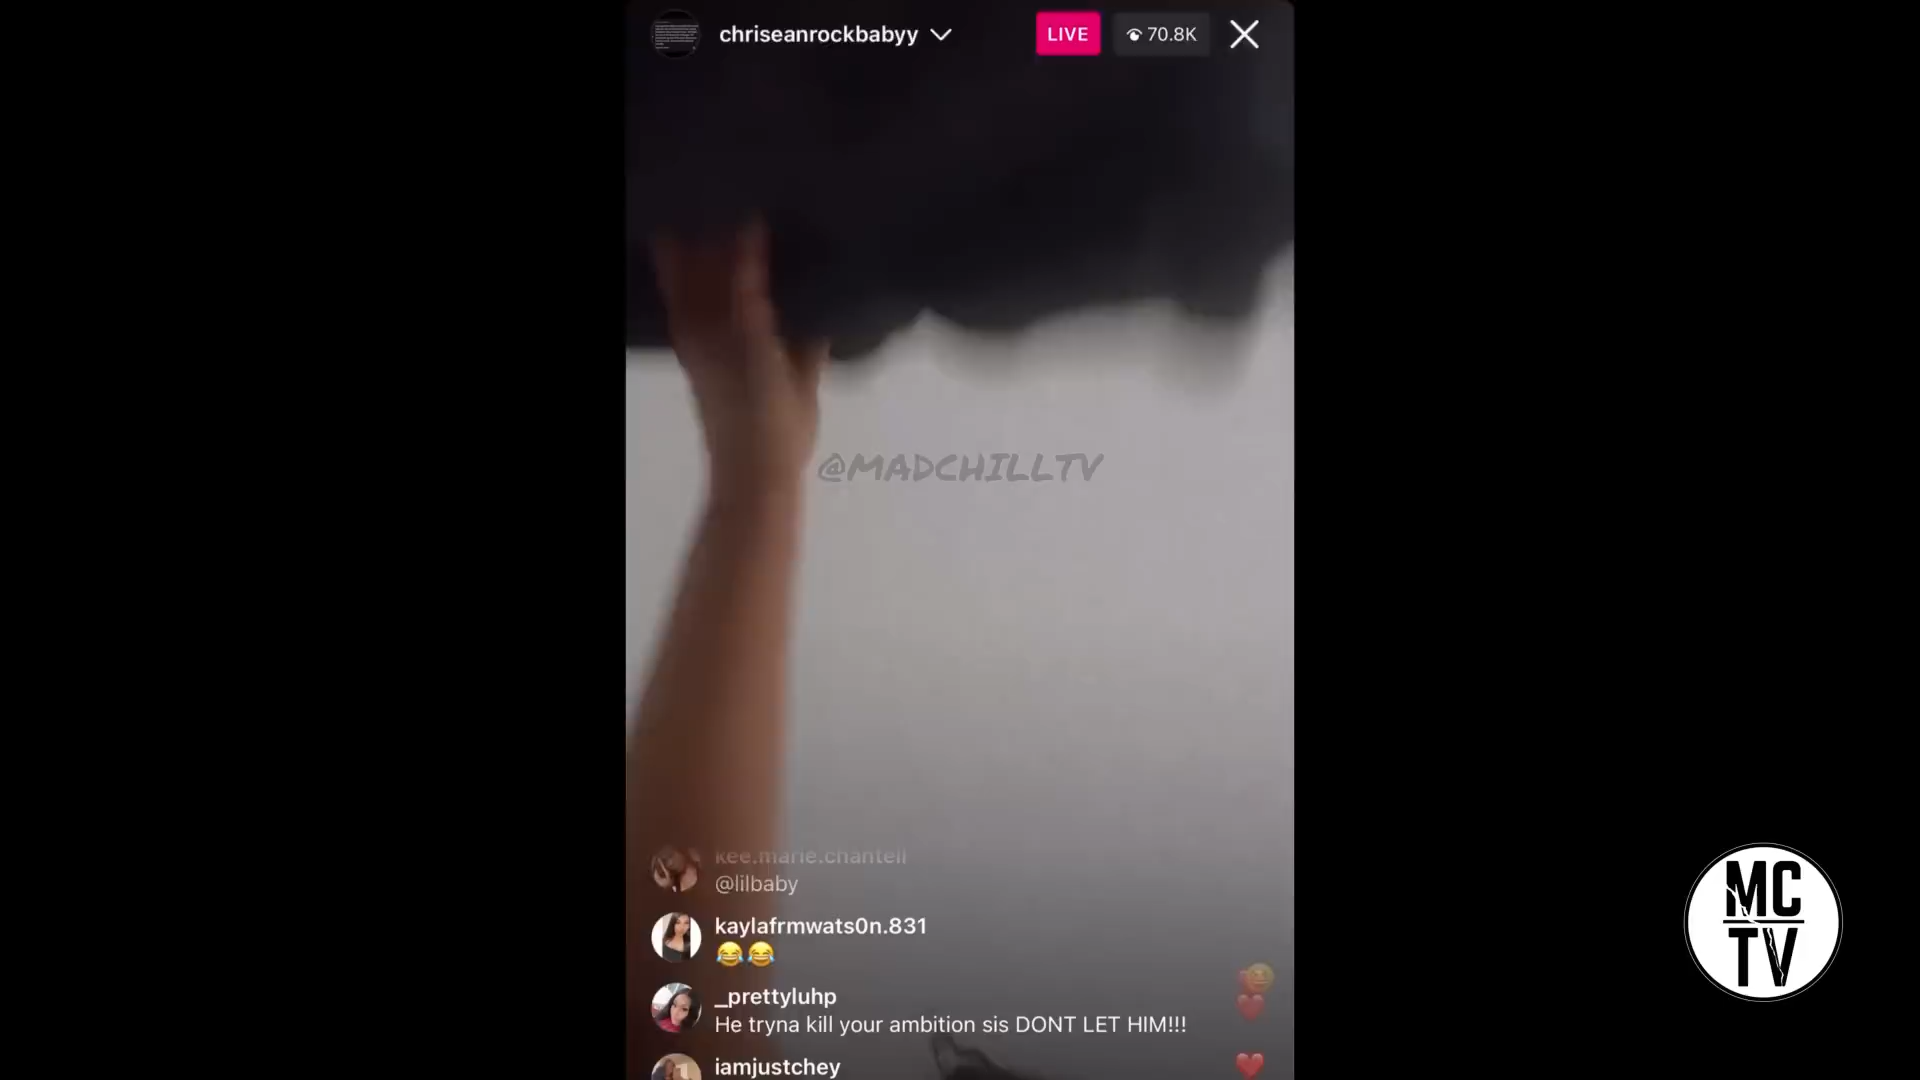 chriseanrockbabyy
LIVE
70.8K
@MADCHILLTV
kee.marie.chantell
@lilbaby
kaylafrmwats0n.831
😂😂
_prettyluhp
He tryna kill your ambition sis DONT LET HIM!!!
iamjustchey
MC
TV